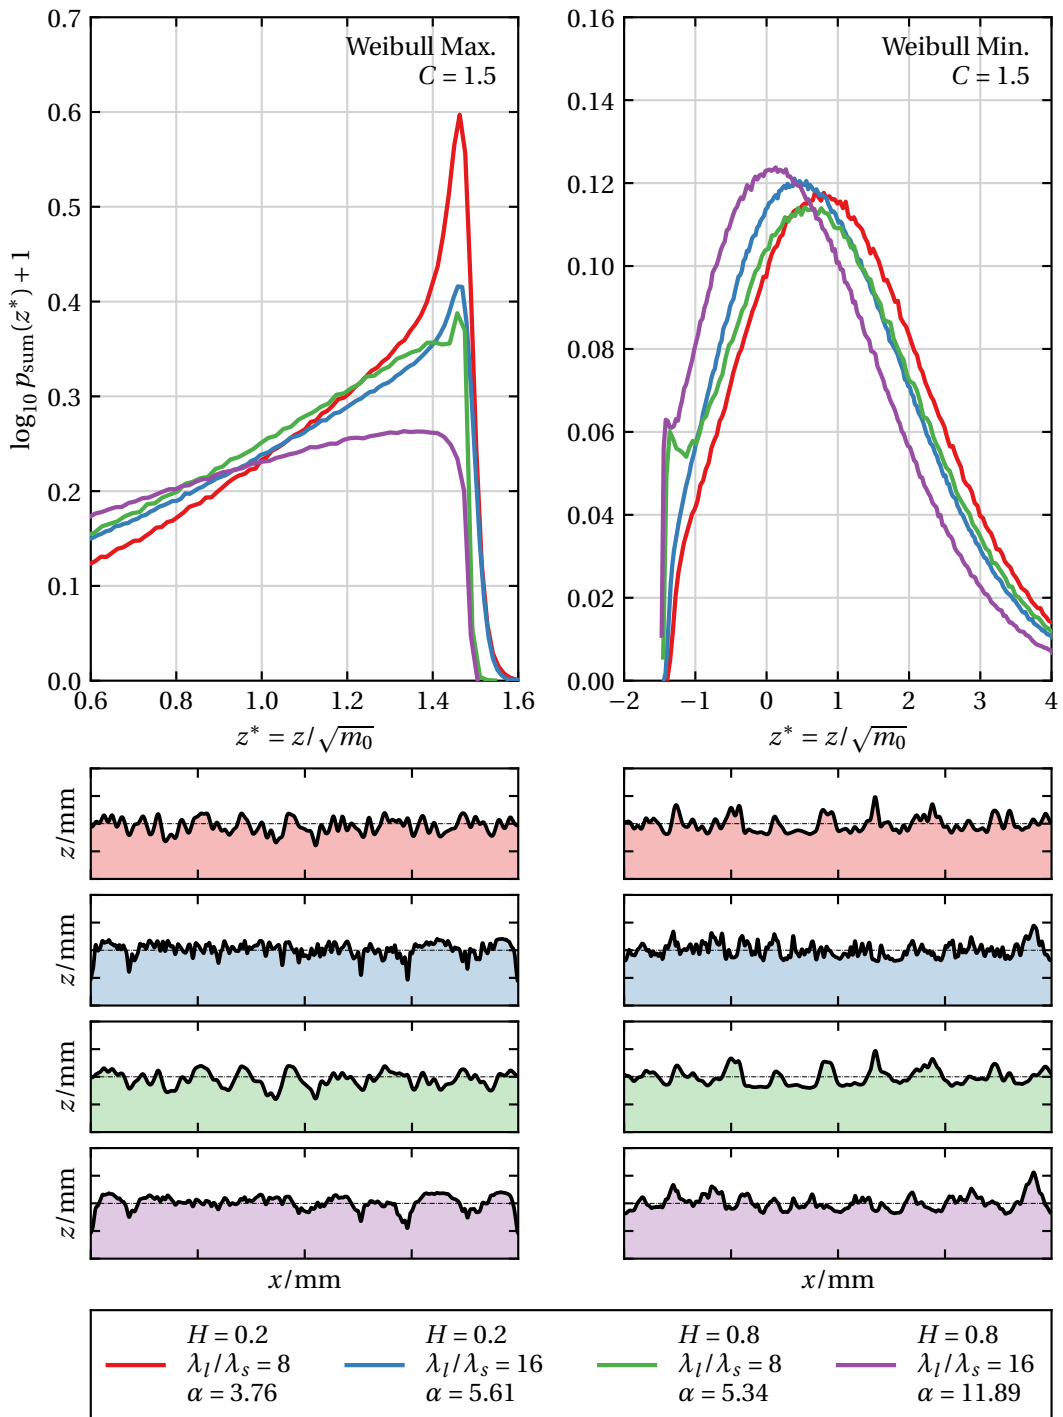 Weibull Max.
C = 1.5
0.7
0.6
0.5
0.4
0.3
0.2
0.1
0.0
log₁₀ pₛᵤₘ(z*) + 1
0.6 0.8 1.0 1.2 1.4 1.6
z* = z/√m₀
Weibull Min.
C = 1.5
0.16
0.14
0.12
0.10
0.08
0.06
0.04
0.02
0.00
−2 −1 0 1 2 3 4
z* = z/√m₀
z/mm
z/mm
z/mm
z/mm
x/mm
x/mm
H = 0.2
λₗ/λₛ = 8
α = 3.76
H = 0.2
λₗ/λₛ = 16
α = 5.61
H = 0.8
λₗ/λₛ = 8
α = 5.34
H = 0.8
λₗ/λₛ = 16
α = 11.89